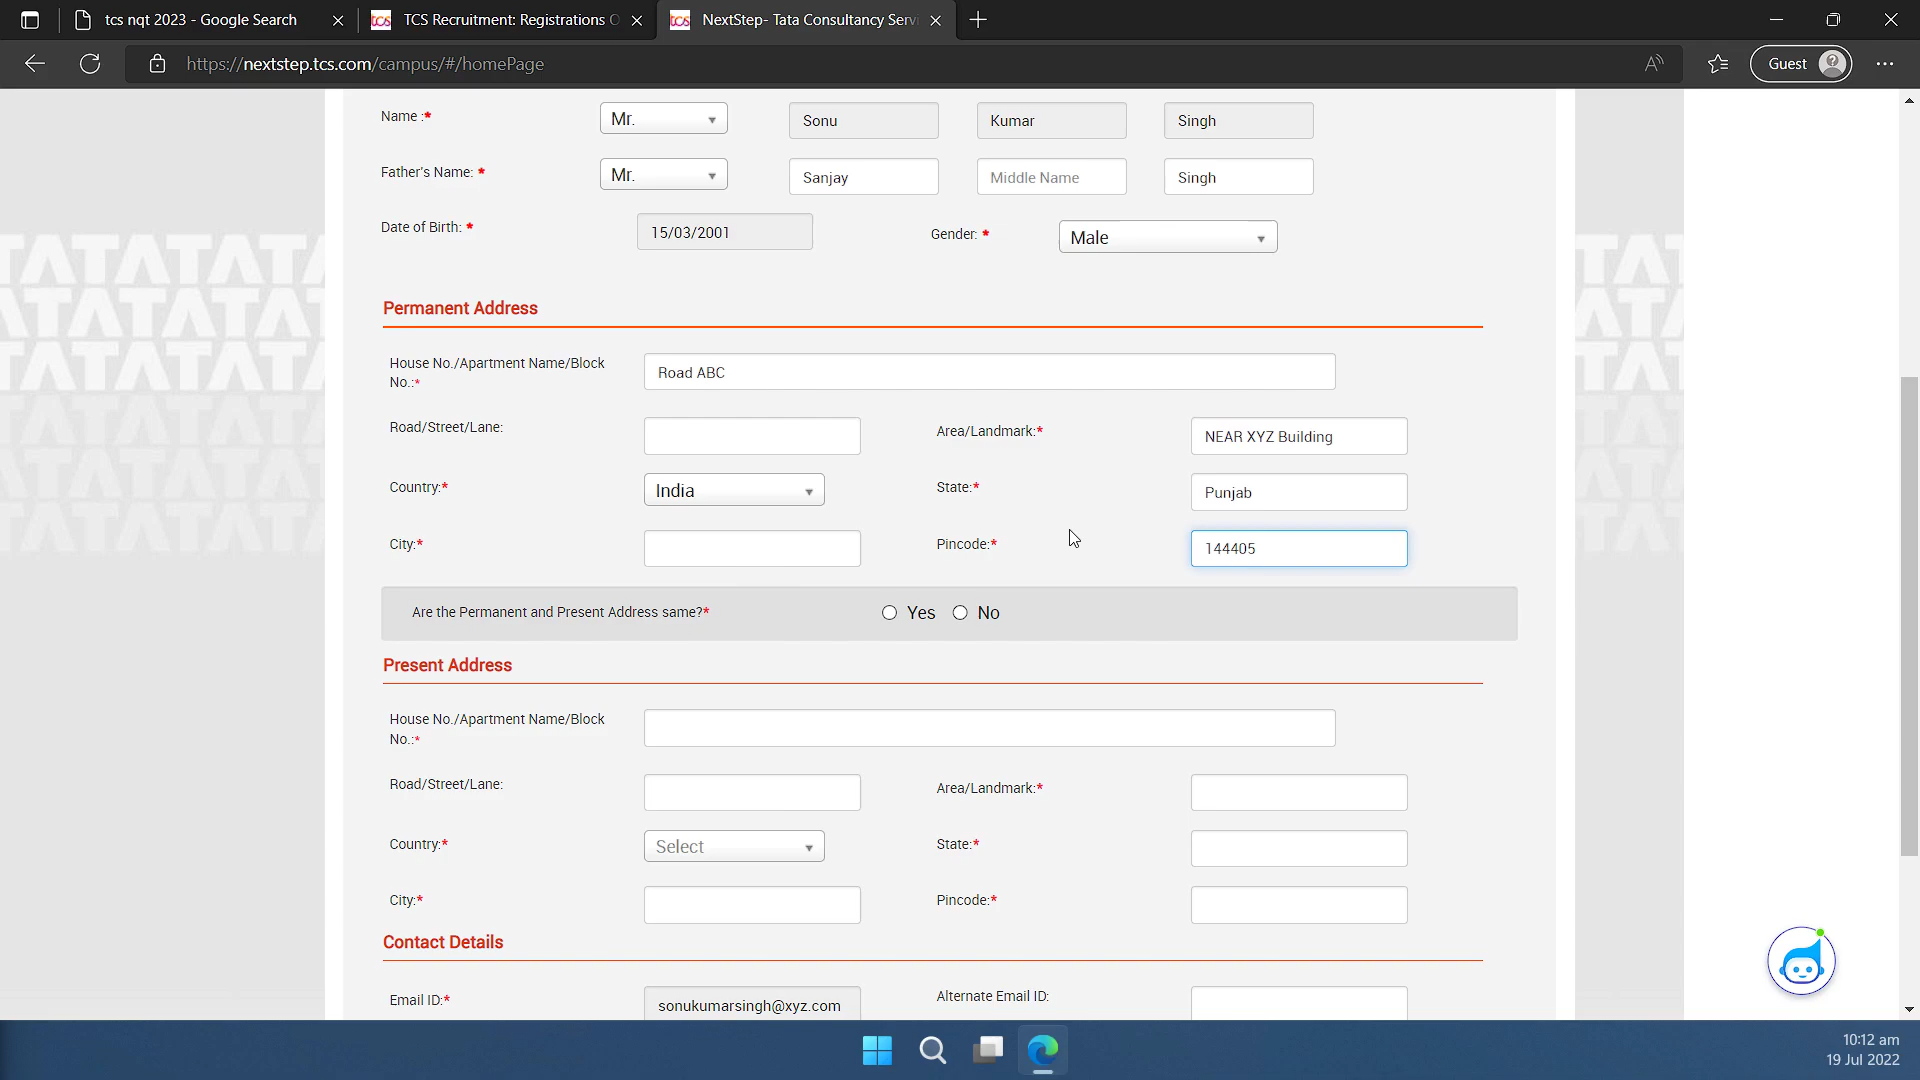 tcs nqt 2023 - Google Search
tcs TCS Recruitment: Registrations O
tcs NextStep- Tata Consultancy Serv
https://nextstep.tcs.com/campus/#/homePage
Guest
Name :*
Mr.
Sonu
Kumar
Singh
Father's Name: *
Mr.
Sanjay
Middle Name
Singh
Date of Birth: *
15/03/2001
Gender: *
Male
Permanent Address
House No./Apartment Name/Block
No.:*
Road ABC
Road/Street/Lane:
Area/Landmark:*
NEAR XYZ Building
Country:*
India
State:*
Punjab
City:*
Pincode:*
144405
Are the Permanent and Present Address same?*
Yes
No
Present Address
House No./Apartment Name/Block
No.:*
Road/Street/Lane:
Area/Landmark:*
Country:*
Select
State:*
City:*
Pincode:*
Contact Details
Email ID:*
sonukumarsingh@xyz.com
Alternate Email ID:
10:12 am
19 Jul 2022